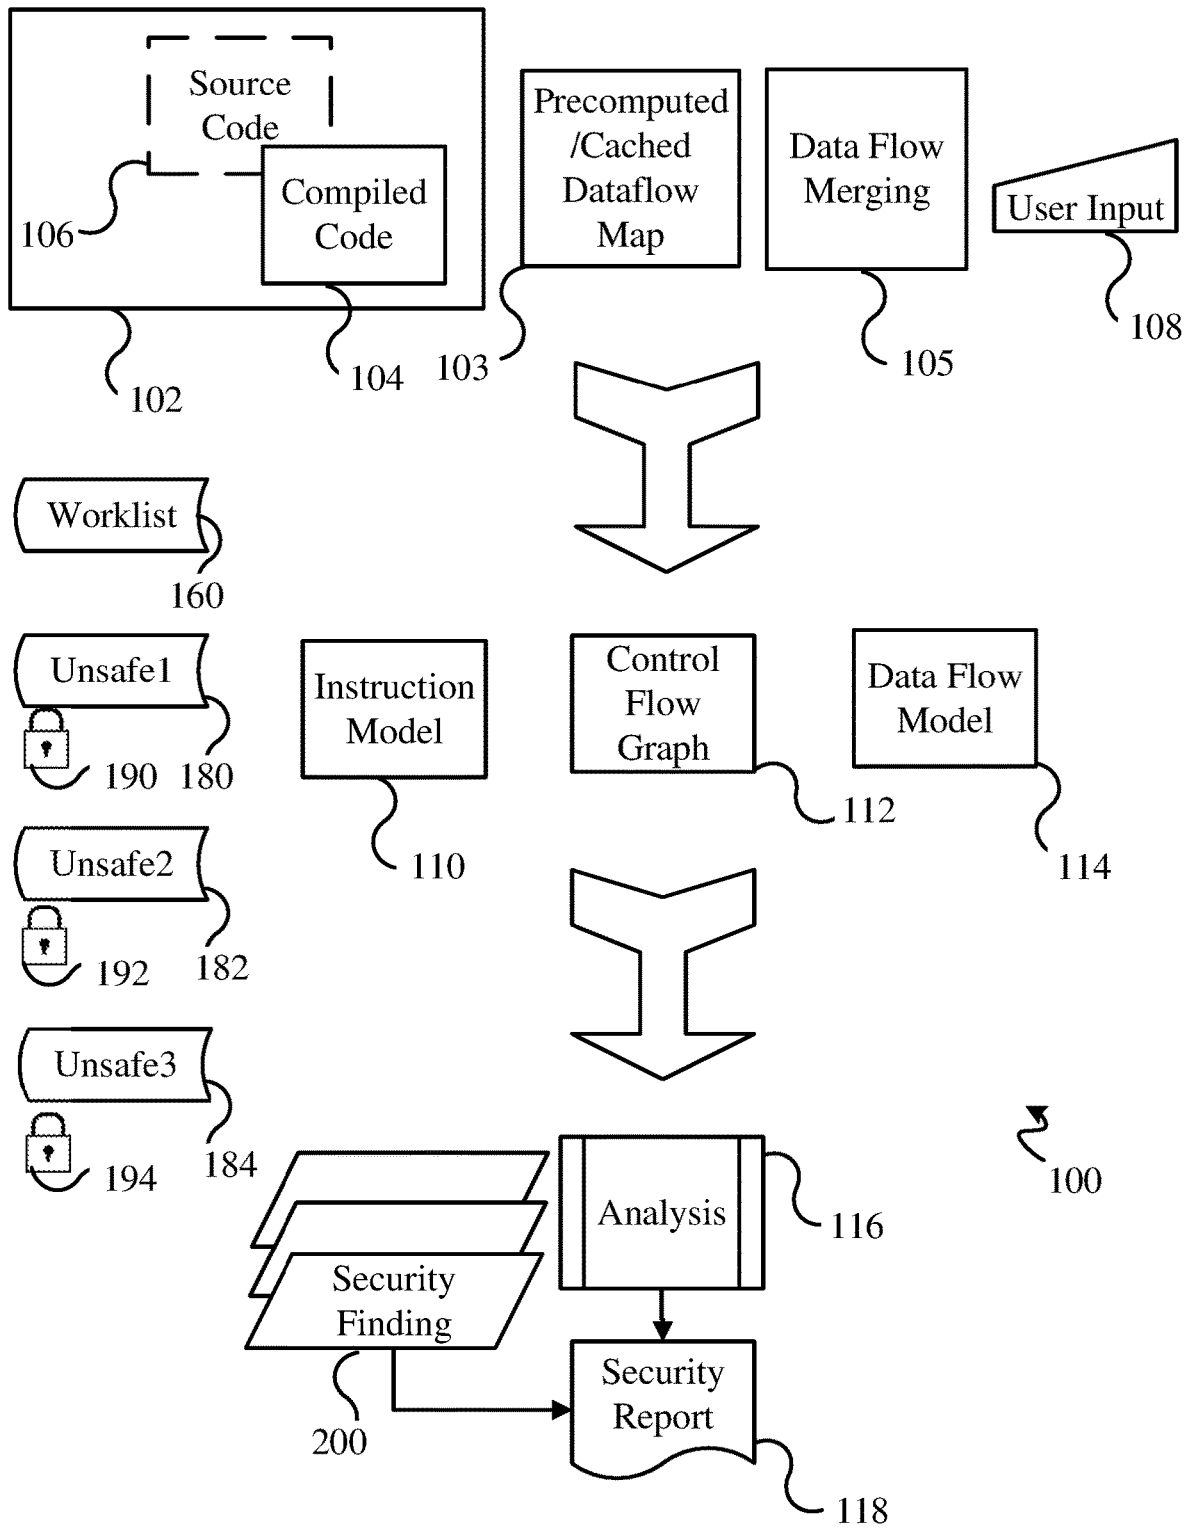 Source
Code
Compiled
Code
106
104
102
Precomputed
/Cached
Dataflow
Map
103
Data Flow
Merging
105
User Input
108
Worklist
160
Unsafe1
190
180
Instruction
Model
110
Control
Flow
Graph
112
Data Flow
Model
114
Unsafe2
192
182
Unsafe3
194
184
100
Analysis
116
Security
Finding
200
Security
Report
118